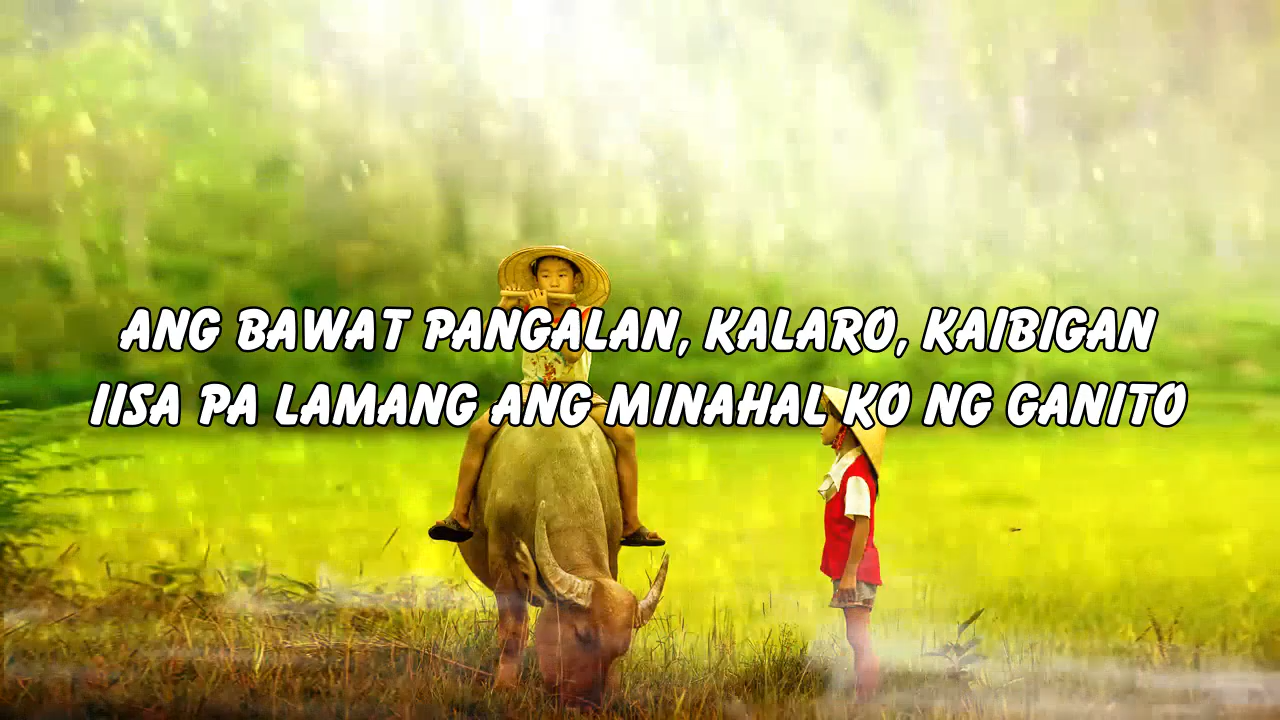 ANG BAWAT PANGALAN, KALARO, KAIBIGAN
IISA PA LAMANG ANG MINAHAL KO NG GANITO